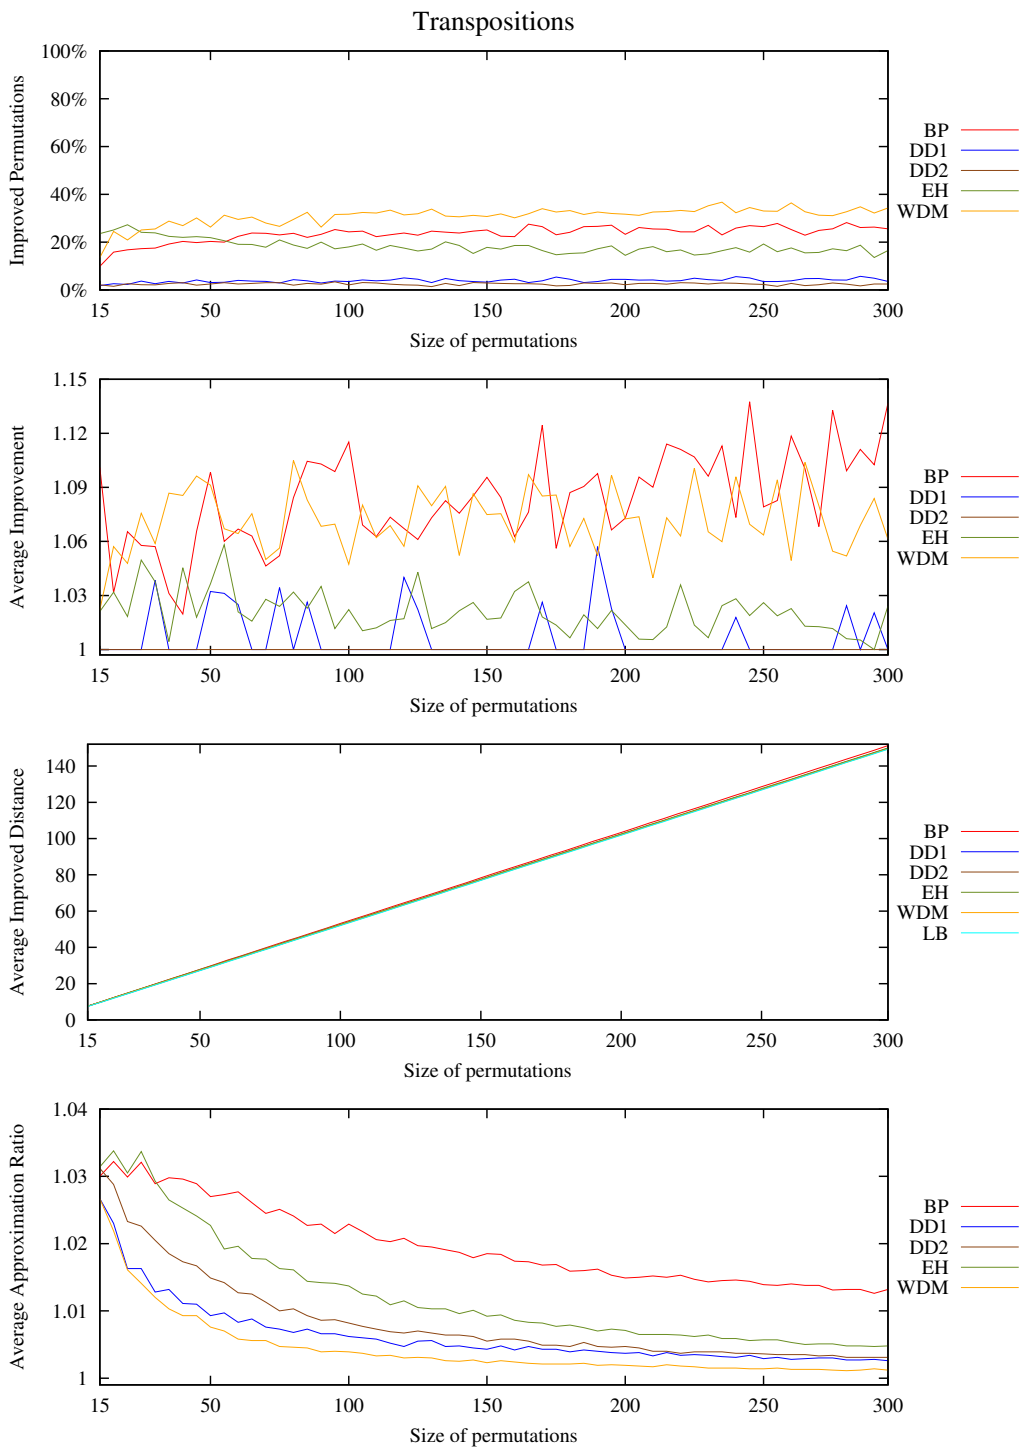 Transpositions
Improved Permutations
100%
80%
60%
40%
20%
0%
15 50 100 150 200 250 300
Size of permutations
BP
DD1
DD2
EH
WDM
Average Improvement
1.15
1.12
1.09
1.06
1.03
1
15 50 100 150 200 250 300
Size of permutations
BP
DD1
DD2
EH
WDM
Average Improved Distance
140
120
100
80
60
40
20
0
15 50 100 150 200 250 300
Size of permutations
BP
DD1
DD2
EH
WDM
LB
Average Approximation Ratio
1.04
1.03
1.02
1.01
1
15 50 100 150 200 250 300
Size of permutations
BP
DD1
DD2
EH
WDM